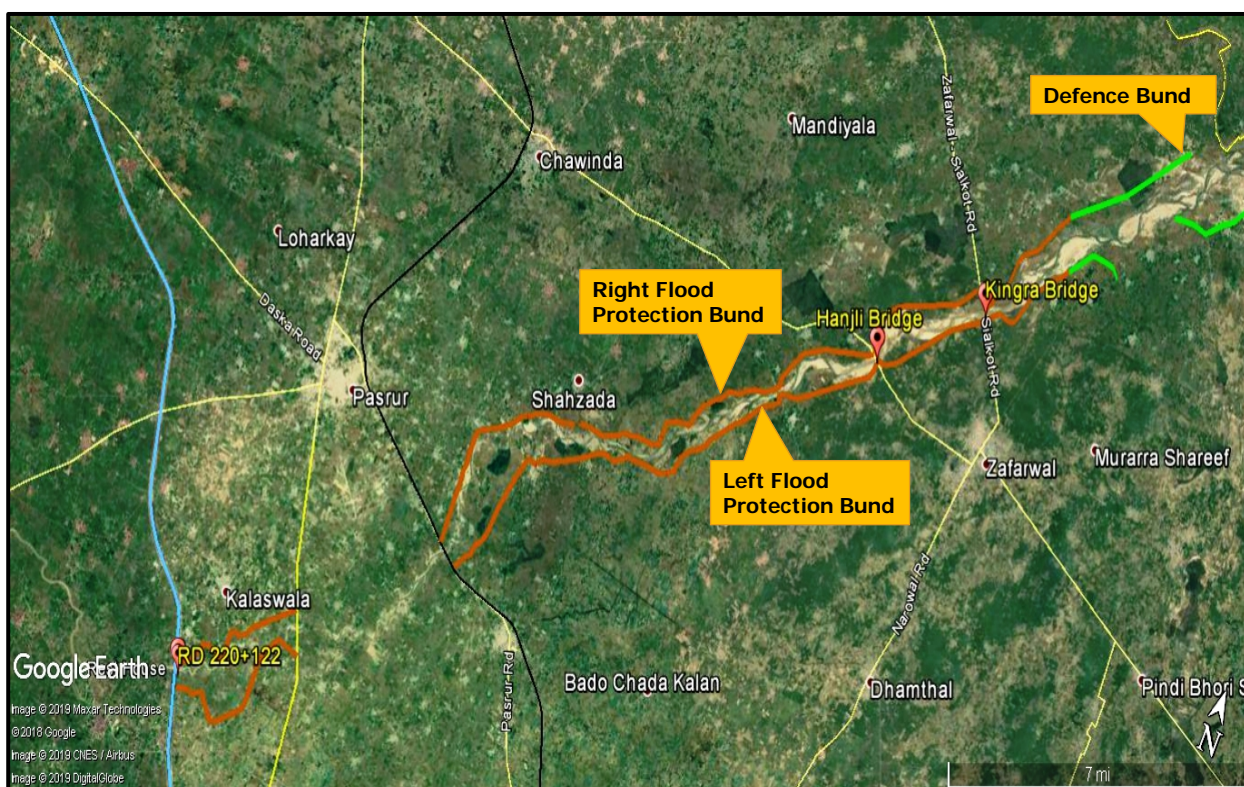 Defence Bund
Mandiyala
Zafarwal - Sialkot Rd
Chawinda
Loharkay
Right Flood
Protection Bund
Kingra Bridge
Hanjli Bridge
Daska Road
Sialkot Rd
Pasrur
Shahzada
Left Flood
Protection Bund
Zafarwal
Murarra Shareef
Narowal Rd
Kalaswala
RD 220+122
Google Earth
Pasrur Rd
Bado Chada Kalan
Dhamthal
Pindi Bhori S
Image © 2019 Maxar Technologies
© 2018 Google
Image © 2019 CNES / Airbus
Image © 2019 DigitalGlobe
N
7 mi